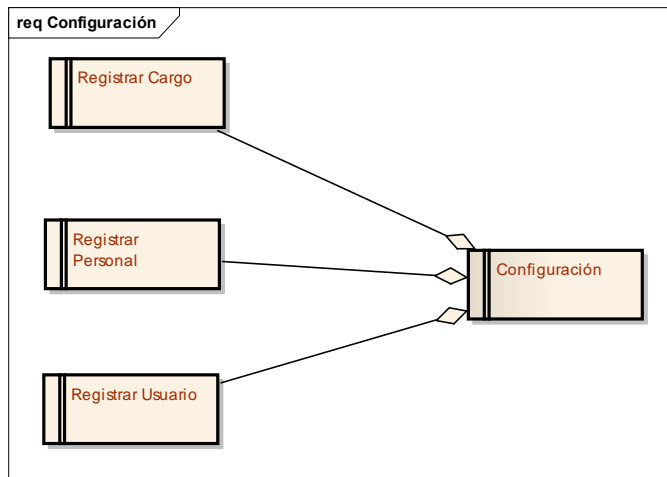 req Configuración
Registrar Cargo
Registrar
Personal
Configuración
Registrar Usuario